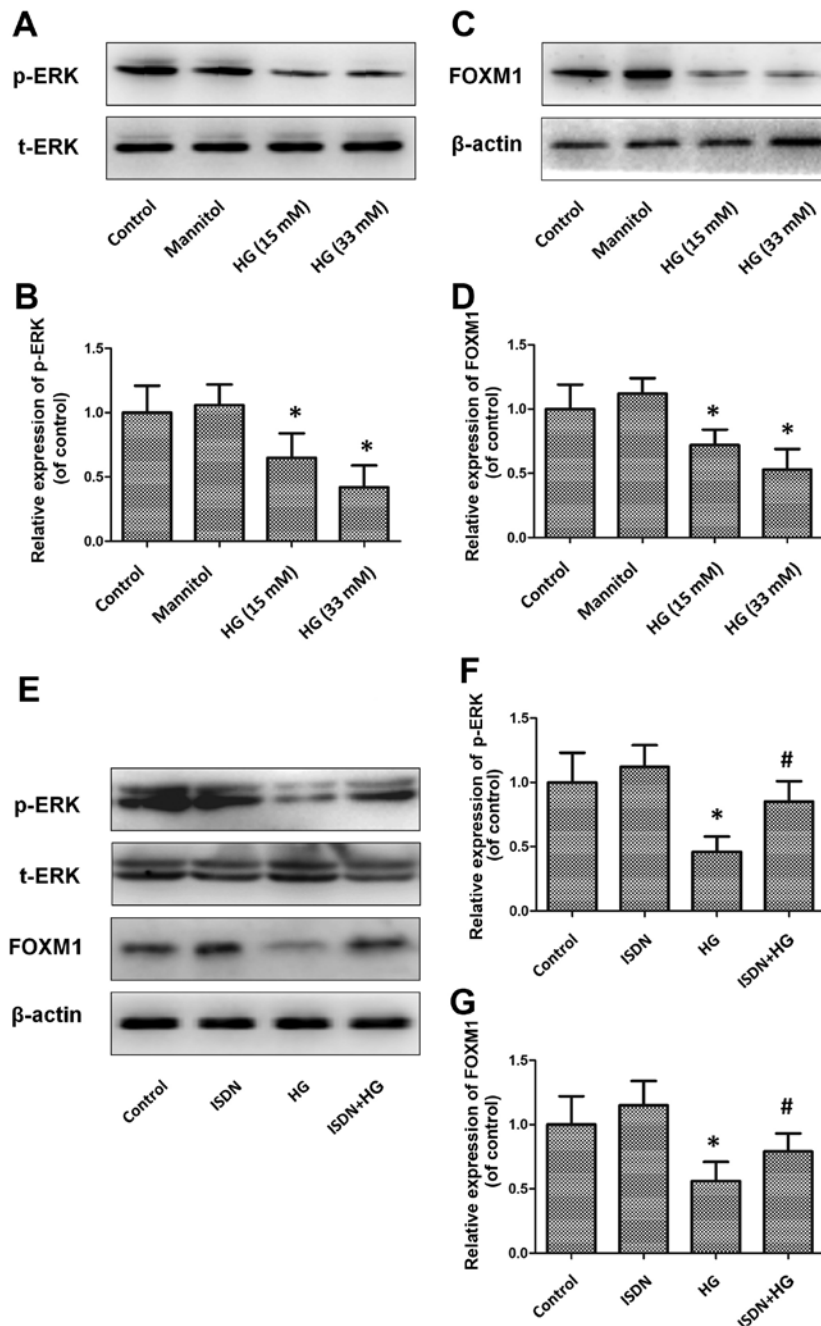 A
p-ERK
t-ERK
Control
Mannitol
HG (15 mM)
HG (33 mM)
C
FOXM1
β-actin
Control
Mannitol
HG (15 mM)
HG (33 mM)
B
Relative expression of p-ERK
(of control)
1.5
1.0
0.5
0.0
*
*
Control
Mannitol
HG (15 mM)
HG (33 mM)
D
Relative expression of FOXM1
(of control)
1.5
1.0
0.5
0.0
*
*
Control
Mannitol
HG (15 mM)
HG (33 mM)
E
p-ERK
t-ERK
FOXM1
β-actin
Control
ISDN
HG
ISDN+HG
F
Relative expression of p-ERK
(of control)
1.5
1.0
0.5
0.0
*
#
Control
ISDN
HG
ISDN+HG
G
Relative expression of FOXM1
(of control)
1.5
1.0
0.5
0.0
*
#
Control
ISDN
HG
ISDN+HG